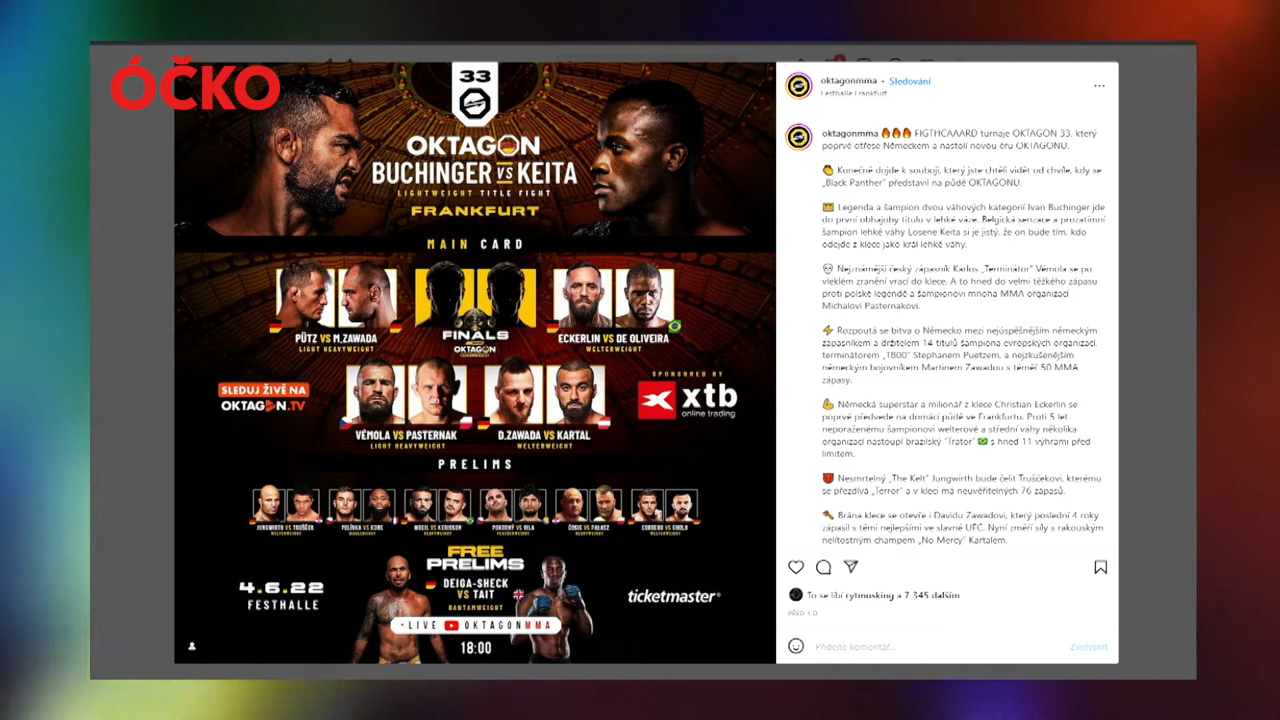 ÓČKO
33
OKTAGON
BUCHINGER VS KEITA
LIGHTWEIGHT TITLE FIGHT
FRANKFURT
MAIN CARD
PÜTZ VS M.ZAWADA
LIGHT HEAVYWEIGHT
FINALS
OKTAGON
ECKERLIN VS DE OLIVEIRA
WELTERWEIGHT
SLEDUJ ŽIVĚ NA
OKTAGON.TV
VÉMOLA VS PASTERNAK
LIGHT HEAVYWEIGHT
D.ZAWADA VS KARTAL
WELTERWEIGHT
SPONSORED BY
xtb
online trading
PRELIMS
JUNGWIRTH VS TRUŠČEK
WELTERWEIGHT
FREE
PRELIMS
DEIGA-SHECK
VS TAIT
BANTAMWEIGHT
• LIVE OKTAGONMMA
18:00
4.6.22
FESTHALLE
ticketmaster®
oktagonmma • Sledování
Festhalle Frankfurt
oktagonmma 🔥🔥🔥 FIGTHCAAARD turnaje OKTAGON 33, který
poprvé otřese Německem a nastolí novou éru OKTAGONU.
Konečně dojde k souboji, který jste chtěli vidět od chvíle, kdy se
„Black Panther" představil na půdě OKTAGONU.
Legenda a šampion dvou váhových kategorií Ivan Buchinger jde
do první obhajoby titulu v lehké váze. Belgická senzace a prozatímní
šampion lehké váhy Losene Keita si je jistý, že on bude tím, kdo
odejde z klece jako král lehké váhy.
💀 Nejznámější český zápasník Karlos „Terminátor" Vémola se po
vleklém zranění vrací do klece. A to hned do velmi těžkého zápasu
proti polské legendě a šampionovi mnoha MMA organizací
Michalovi Pasternakovi.
⚡ Rozpoutá se bitva o Německo mezi nejúspěšnějším německým
zápasníkem a držitelem 14 titulů šampiona evropských organizací,
terminátorem „1800" Stephanem Puetzem, a nejzkušenějším
německým bojovníkem Martinem Zawadou s téměř 50 MMA
zápasy.
💪 Německá superstar a milionář z klece Christian Eckerlin se
poprvé předvede na domácí půdě ve Frankfurtu. Proti 5 let
neporaženému šampionovi welterové a střední váhy několika
organizací nastoupí brazilský "Trator" 🇧🇷 s hned 11 výhrami před
limitem.
Nesmrtelný „The Kelt" Jungwirth bude čelit Truščekovi, kterému
se přezdívá „Terror" a v kleci má neuvěřitelných 76 zápasů.
Brána klece se otevře i Davidu Zawadovi, který poslední 4 roky
zápasil s těmi nejlepšími ve slavné UFC. Nyní změří síly s rakouským
nelítostným champem „No Mercy" Kartalem.
To se líbí rytmusking a 7 345 dalším
PŘED 1 D
Přidejte komentář...
Zveřejnit